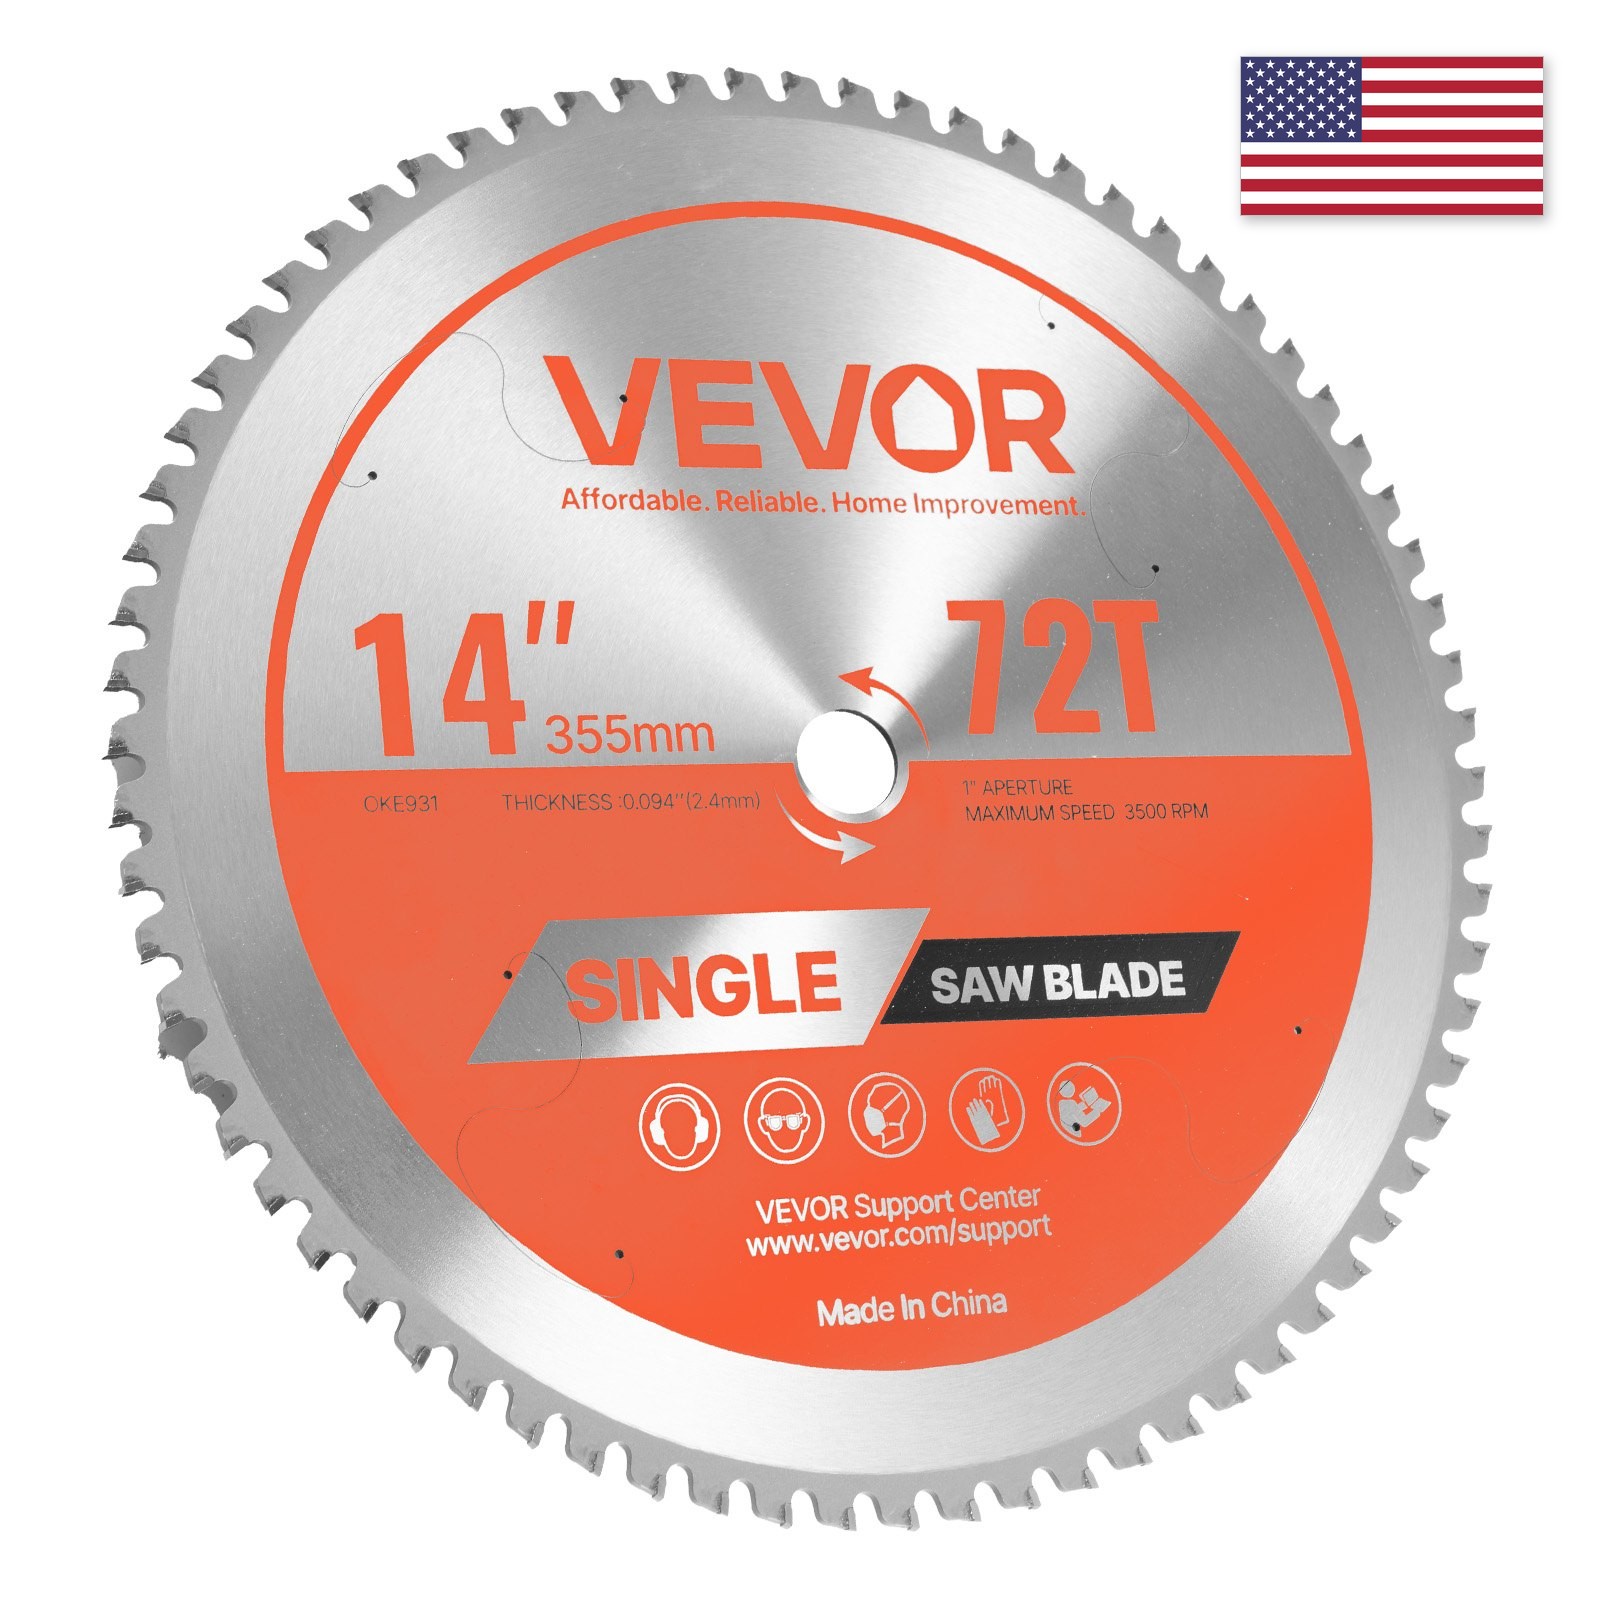 VEVOR
Affordable. Reliable. Home Improvement.
14" 355mm
72T
OKE931
THICKNESS :0.094"(2.4mm)
1" APERTURE
MAXIMUM SPEED 3500 RPM
SINGLE
SAW BLADE
VEVOR Support Center
www.vevor.com/support
Made In China